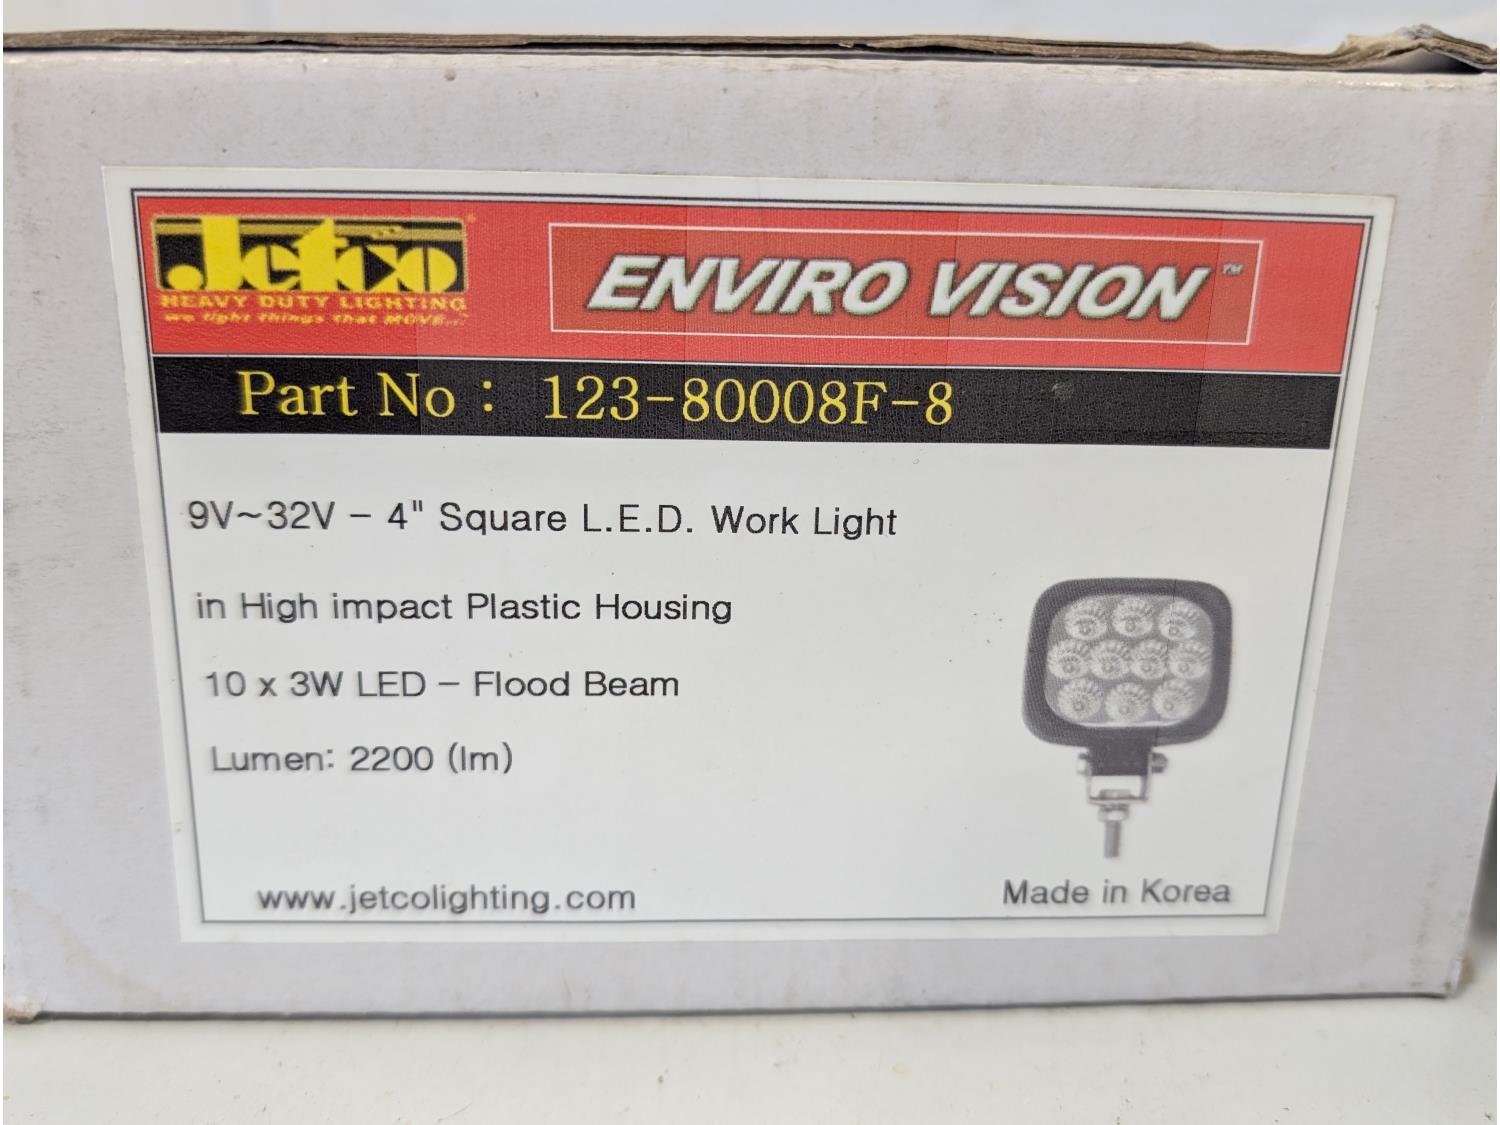 Jetco®
HEAVY DUTY LIGHTING
we light things that MOVE...
ENVIRO VISION™
Part No : 123-80008F-8
9V~32V - 4" Square L.E.D. Work Light
in High impact Plastic Housing
10 x 3W LED - Flood Beam
Lumen: 2200 (lm)
www.jetcolighting.com
Made in Korea